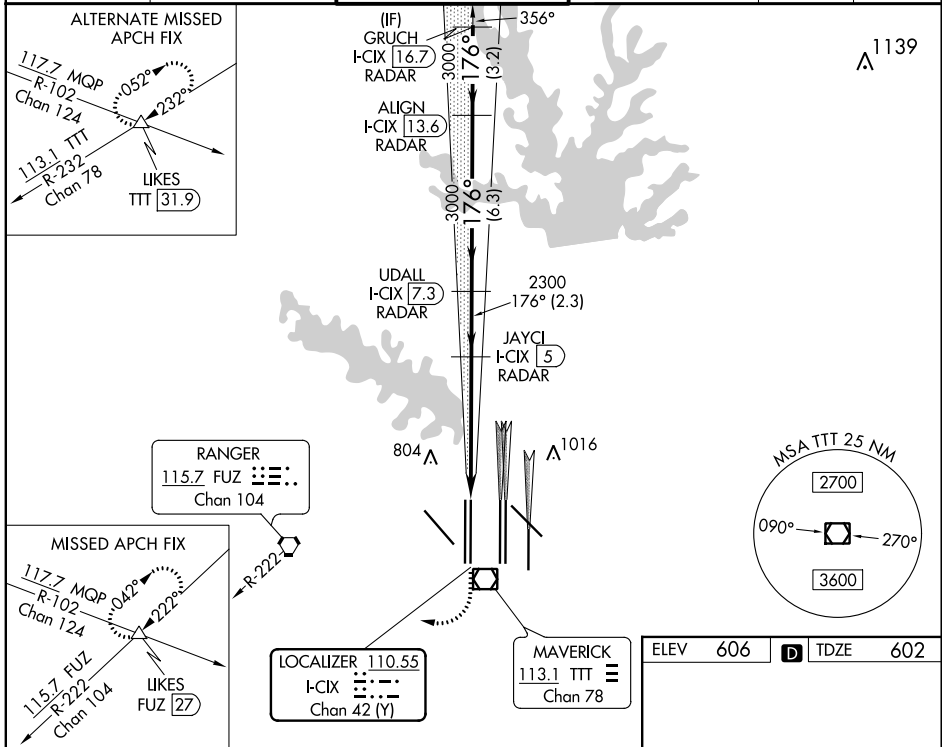 ALTERNATE MISSED
APCH FIX
117.7 MQP
R-102
Chan 124
052°
232°
113.1 TTT
R-232
Chan 78
LIKES
TTT 31.9
(IF)
GRUCH
I-CIX 16.7
RADAR
356°
3000
176°
(3.2)
1139
ALIGN
I-CIX 13.6
RADAR
3000
176°
(6.3)
UDALL
I-CIX 7.3
RADAR
2300
176° (2.3)
JAYCI
I-CIX 5
RADAR
804
1016
RANGER
115.7 FUZ
Chan 104
R-222
MSA TTT 25 NM
2700
090°
270°
3600
MISSED APCH FIX
117.7 MQP
R-102
Chan 124
042°
222°
115.7 FUZ
R-222
Chan 104
LIKES
FUZ 27
LOCALIZER 110.55
I-CIX
Chan 42 (Y)
MAVERICK
113.1 TTT
Chan 78
ELEV 606 D TDZE 602